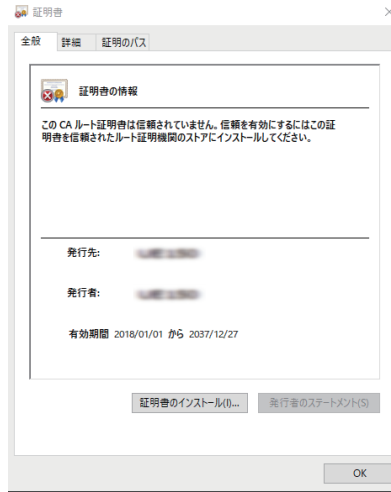 証明書
全般 詳細 証明のパス
証明書の情報
この CA ルート証明書は信頼されていません。信頼を有効にするにはこの証
明書を信頼されたルート証明機関のストアにインストールしてください。
発行先:
発行者:
有効期間 2018/01/01 から 2037/12/27
証明書のインストール(I)... 発行者のステートメント(S)
OK